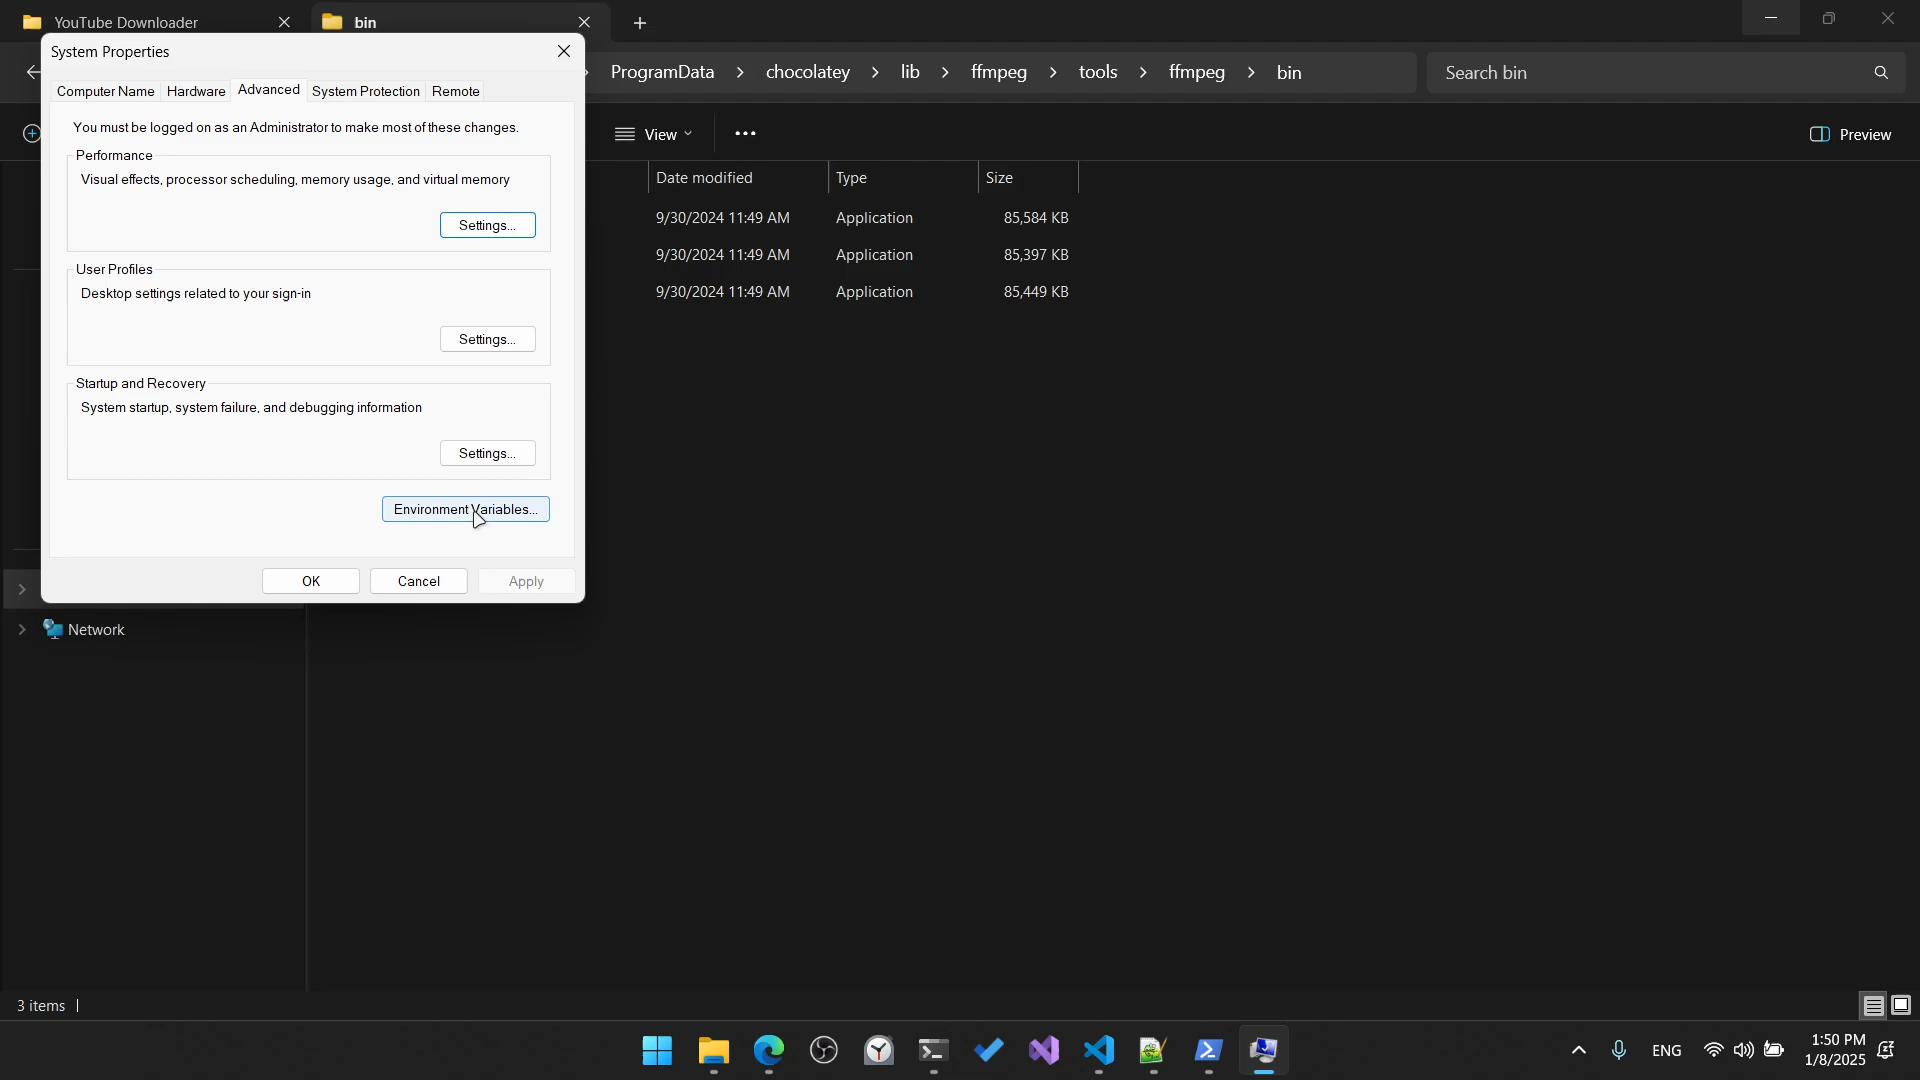 YouTube Downloader
bin
System Properties
ProgramData
chocolatey
lib
ffmpeg
tools
ffmpeg
bin
Search bin
Computer Name
Hardware
Advanced
System Protection
Remote
You must be logged on as an Administrator to make most of these changes.
View
Preview
Performance
Visual effects, processor scheduling, memory usage, and virtual memory
Settings...
Date modified
Type
Size
9/30/2024 11:49 AM Application 85,584 KB
9/30/2024 11:49 AM Application 85,397 KB
9/30/2024 11:49 AM Application 85,449 KB
User Profiles
Desktop settings related to your sign-in
Settings...
Startup and Recovery
System startup, system failure, and debugging information
Settings...
Environment Variables...
OK
Cancel
Apply
Network
3 items
ENG
1:50 PM
1/8/2025